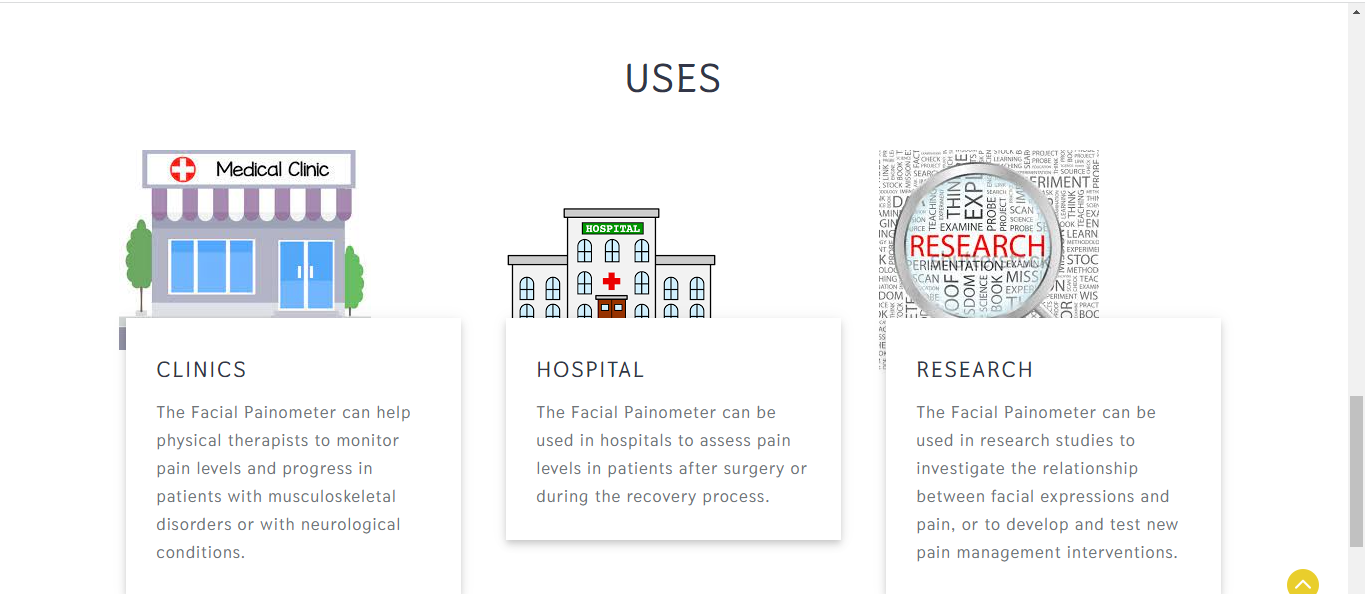 USES
Medical Clinic
HOSPITAL
RESEARCH
CLINICS
The Facial Painometer can help
physical therapists to monitor
pain levels and progress in
patients with musculoskeletal
disorders or with neurological
conditions.
HOSPITAL
The Facial Painometer can be
used in hospitals to assess pain
levels in patients after surgery or
during the recovery process.
RESEARCH
The Facial Painometer can be
used in research studies to
investigate the relationship
between facial expressions and
pain, or to develop and test new
pain management interventions.